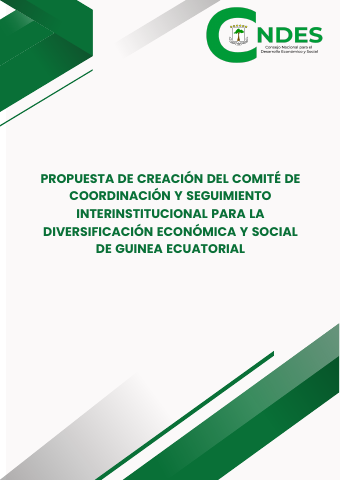 CNDES
Consejo Nacional para el
Desarrollo Económico y Social
PROPUESTA DE CREACIÓN DEL COMITÉ DE
COORDINACIÓN Y SEGUIMIENTO
INTERINSTITUCIONAL PARA LA
DIVERSIFICACIÓN ECONÓMICA Y SOCIAL
DE GUINEA ECUATORIAL